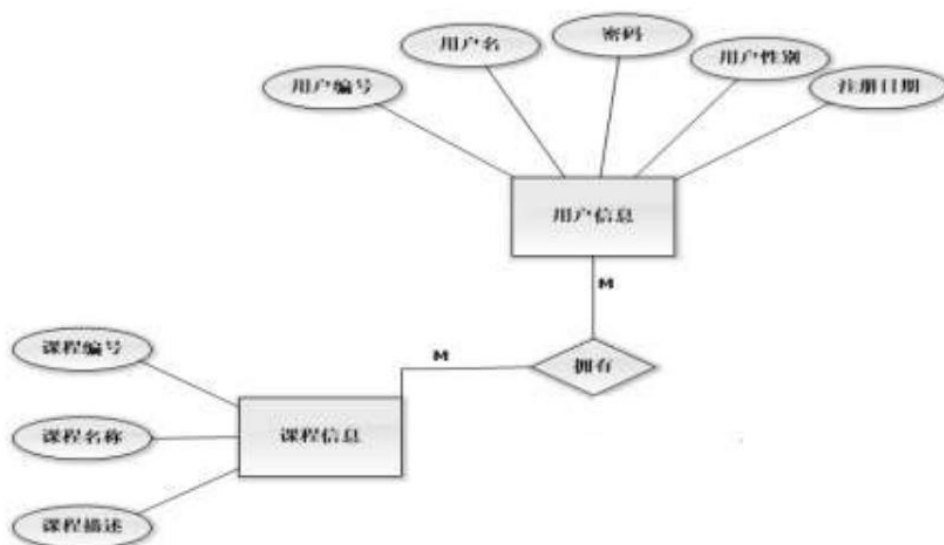 密码
用户名
用户性别
用户编号
注册日期
用户信息
M
课程编号
M
拥有
课程名称
课程信息
课程描述